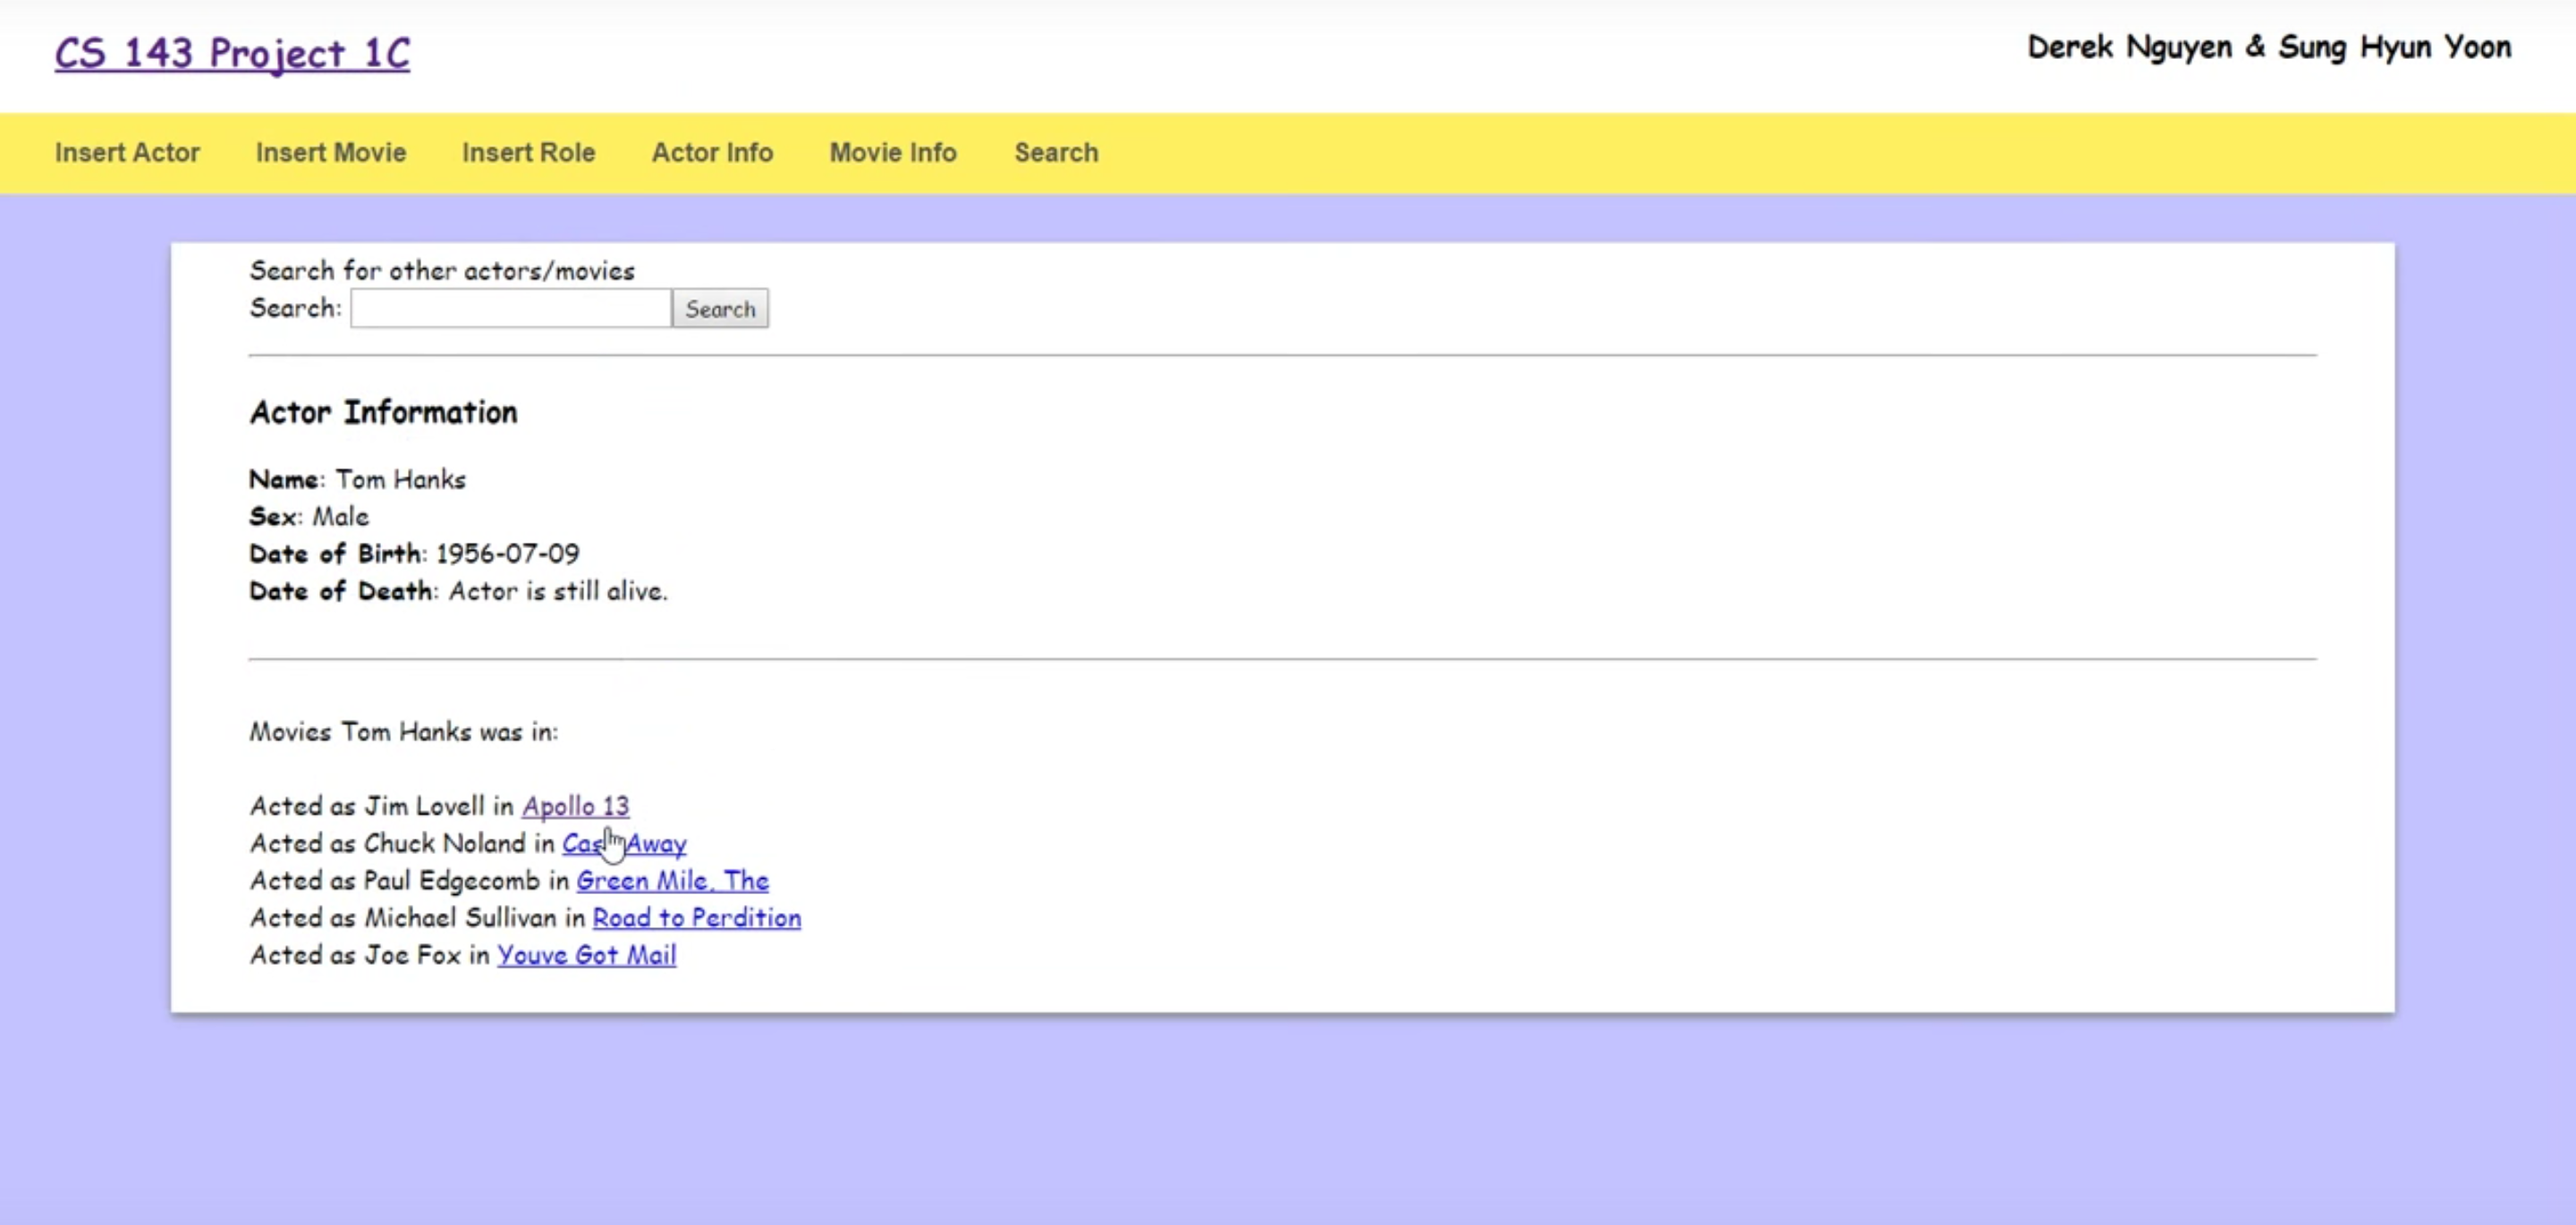 CS 143 Project 1C
Derek Nguyen & Sung Hyun Yoon
Insert Actor Insert Movie Insert Role Actor Info Movie Info Search
Search for other actors/movies
Search: Search
Actor Information
Name: Tom Hanks
Sex: Male
Date of Birth: 1956-07-09
Date of Death: Actor is still alive.
Movies Tom Hanks was in:
Acted as Jim Lovell in Apollo 13
Acted as Chuck Noland in Cast Away
Acted as Paul Edgecomb in Green Mile, The
Acted as Michael Sullivan in Road to Perdition
Acted as Joe Fox in Youve Got Mail